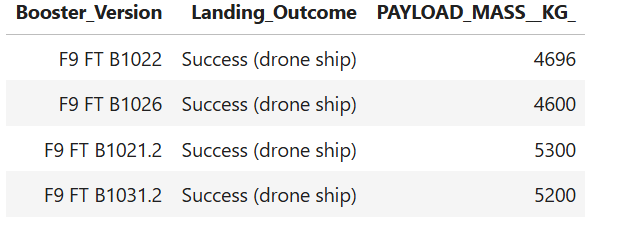 Booster_Version Landing_Outcome PAYLOAD_MASS__KG_
F9 FT B1022 Success (drone ship) 4696
F9 FT B1026 Success (drone ship) 4600
F9 FT B1021.2 Success (drone ship) 5300
F9 FT B1031.2 Success (drone ship) 5200